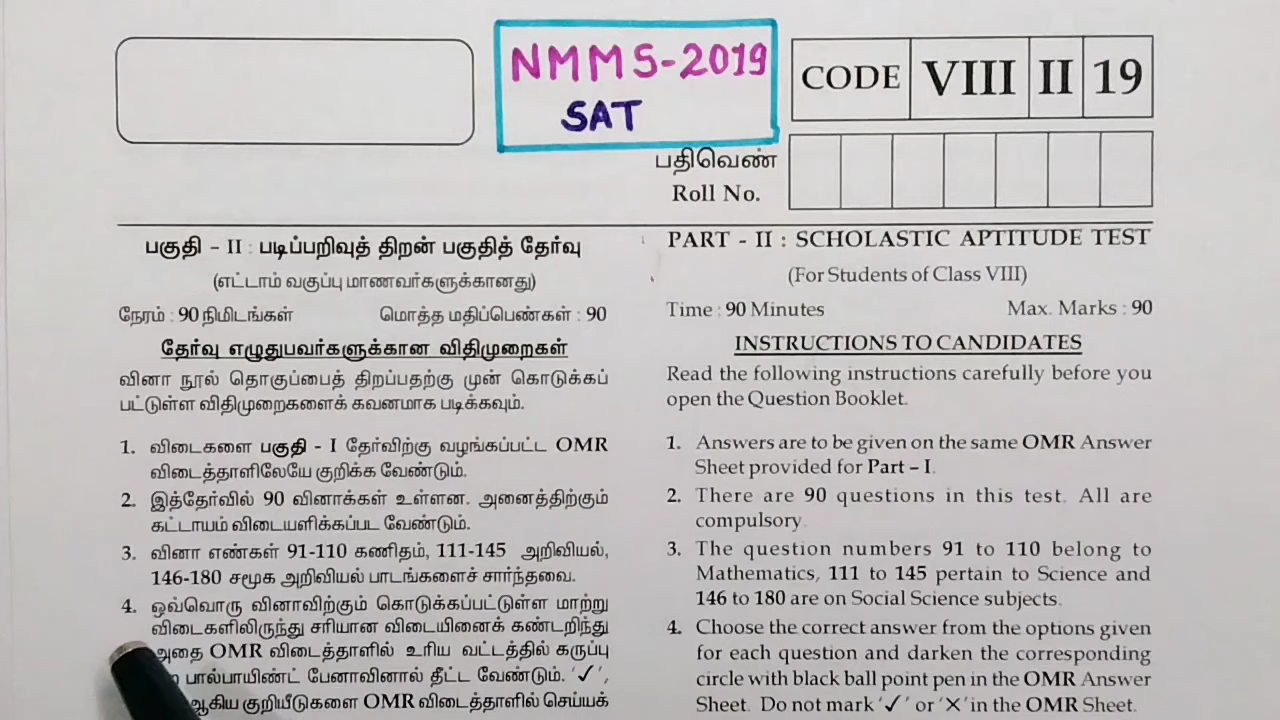 NMMS-2019
SAT
CODE VIII II 19
பதிவெண்
Roll No.
பகுதி - II : படிப்பறிவுத் திறன் பகுதித் தேர்வு
(எட்டாம் வகுப்பு மாணவர்களுக்கானது)
நேரம் : 90 நிமிடங்கள் மொத்த மதிப்பெண்கள் : 90
தேர்வு எழுதுபவர்களுக்கான விதிமுறைகள்
வினா நூல் தொகுப்பைத் திறப்பதற்கு முன் கொடுக்கப்
பட்டுள்ள விதிமுறைகளைக் கவனமாக படிக்கவும்.
1. விடைகளை பகுதி - I தேர்விற்கு வழங்கப்பட்ட OMR
விடைத்தாளிலேயே குறிக்க வேண்டும்.
2. இத்தேர்வில் 90 வினாக்கள் உள்ளன. அனைத்திற்கும்
கட்டாயம் விடையளிக்கப்பட வேண்டும்.
3. வினா எண்கள் 91-110 கணிதம், 111-145 அறிவியல்,
146-180 சமூக அறிவியல் பாடங்களைச் சார்ந்தவை.
4. ஒவ்வொரு வினாவிற்கும் கொடுக்கப்பட்டுள்ள மாற்று
விடைகளிலிருந்து சரியான விடையினைக் கண்டறிந்து
அதை OMR விடைத்தாளில் உரிய வட்டத்தில் கருப்பு
பால்பாயிண்ட் பேனாவினால் தீட்ட வேண்டும். ‘✓’,
ஆகிய குறியீடுகளை OMR விடைத்தாளில் செய்யக்
PART - II : SCHOLASTIC APTITUDE TEST
(For Students of Class VIII)
Time : 90 Minutes Max. Marks : 90
INSTRUCTIONS TO CANDIDATES
Read the following instructions carefully before you
open the Question Booklet.
1. Answers are to be given on the same OMR Answer
Sheet provided for Part – I.
2. There are 90 questions in this test. All are
compulsory.
3. The question numbers 91 to 110 belong to
Mathematics, 111 to 145 pertain to Science and
146 to 180 are on Social Science subjects.
4. Choose the correct answer from the options given
for each question and darken the corresponding
circle with black ball point pen in the OMR Answer
Sheet. Do not mark ‘✓’ or ‘✕’ in the OMR Sheet.